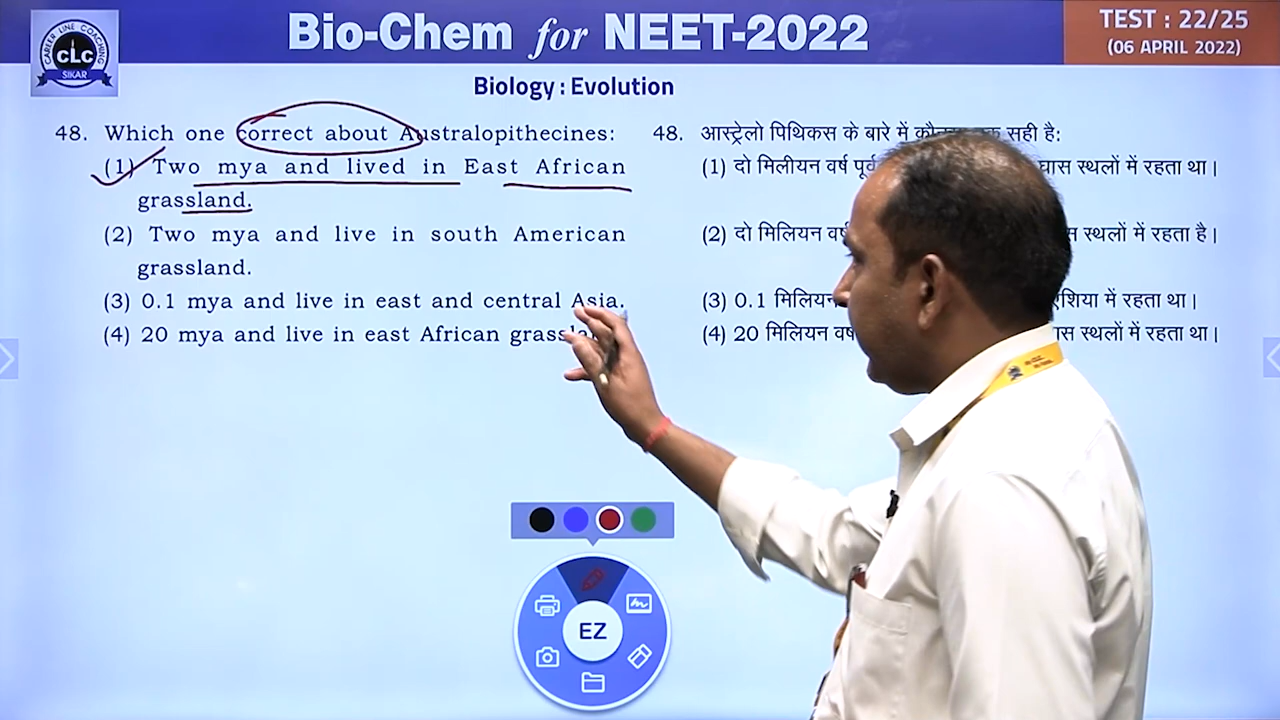 Bio-Chem for NEET-2022
TEST : 22/25
(06 APRIL 2022)
CAREER LINE COACHING
CLC
SIKAR
Biology : Evolution
48. Which one correct about Australopithecines:
(1) Two mya and lived in East African
grassland.
(2) Two mya and live in south American
grassland.
(3) 0.1 mya and live in east and central Asia.
(4) 20 mya and live in east African
48. आस्ट्रेलो पिथिकस के बारे में सही है:
(1) दो मिलीयन वर्ष घास स्थलों में रहता था।
(2) दो मिलियन स्थलों में रहता है।
(3) 0.1 मिलियन में रहता था।
(4) 20 मिलियन वर्ष स्थलों में रहता था।
EZ